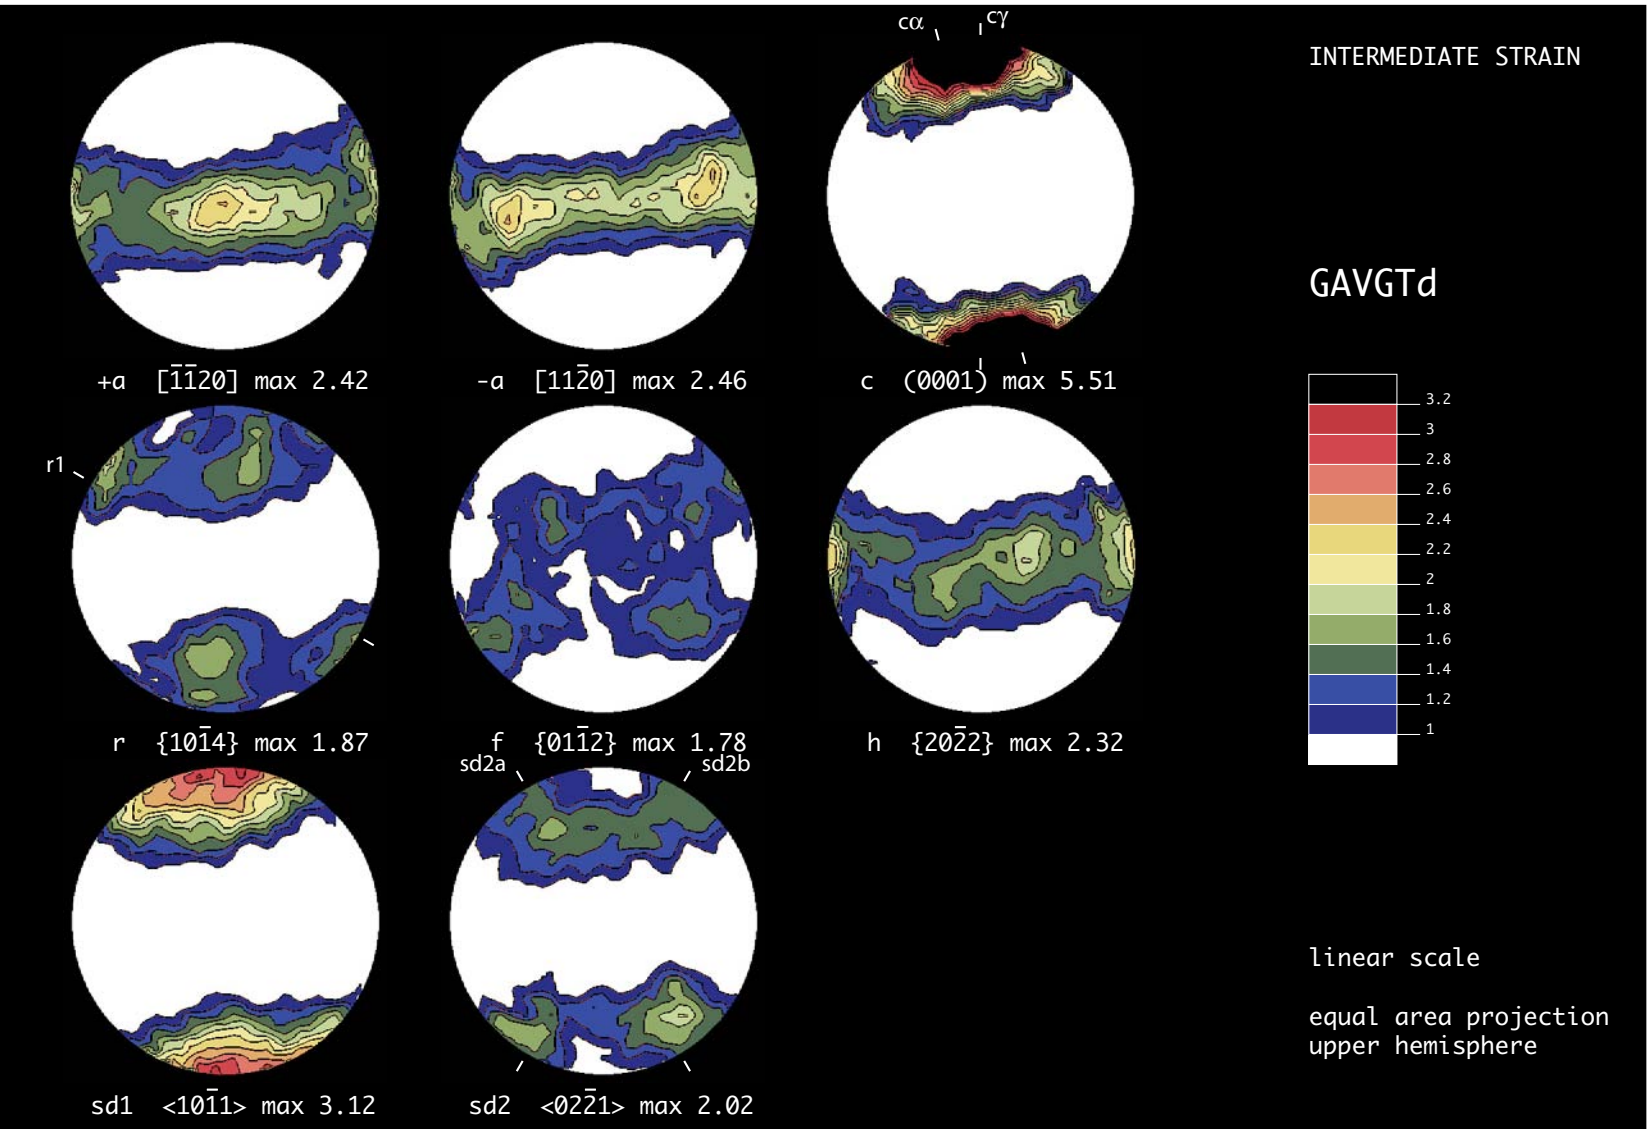 cα cγ
INTERMEDIATE STRAIN
GAVGTd
+a [1̅1̅20] max 2.42
-a [112̅0] max 2.46
c (0001) max 5.51
3.2
3
2.8
2.6
2.4
2.2
2
1.8
1.6
1.4
1.2
1
r1
r {101̅4} max 1.87
f {011̅2} max 1.78
h {202̅2} max 2.32
sd2a sd2b
linear scale
equal area projection
upper hemisphere
sd1 <101̅1> max 3.12
sd2 <022̅1> max 2.02